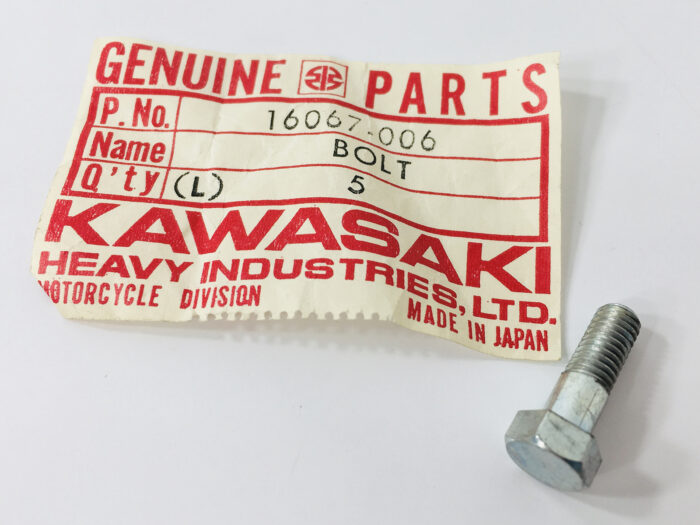 GENUINE PARTS
P. No. 16067-006
Name BOLT
Q'ty (L) 5
KAWASAKI
HEAVY INDUSTRIES, LTD.
MOTORCYCLE DIVISION
MADE IN JAPAN